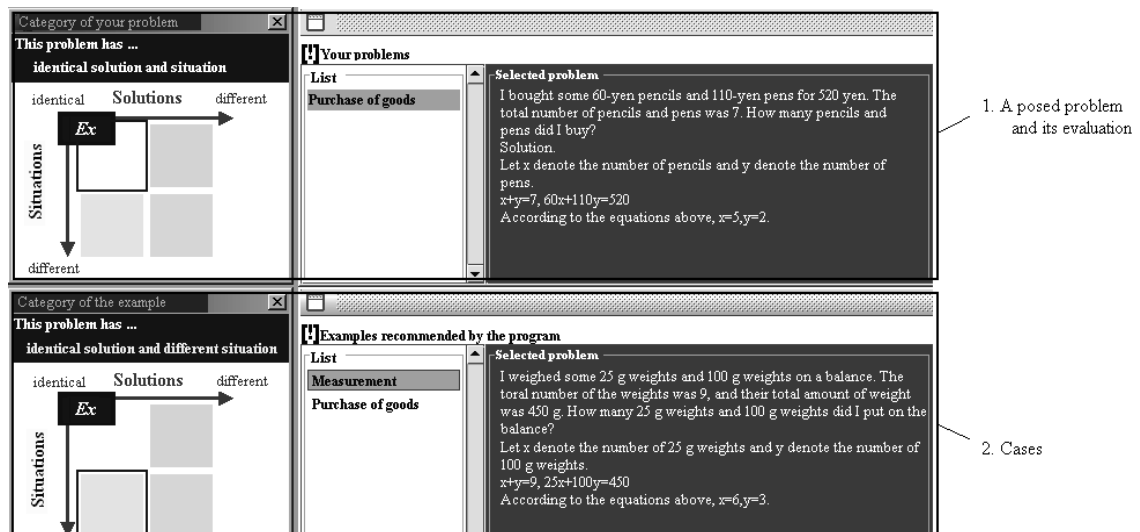 Category of your problem
This problem has ...
identical solution and situation
identical Solutions different
Ex
Situations
different
[!] Your problems
List
Purchase of goods
Selected problem
I bought some 60-yen pencils and 110-yen pens for 520 yen. The
total number of pencils and pens was 7. How many pencils and
pens did I buy?
Solution.
Let x denote the number of pencils and y denote the number of
pens.
x+y=7, 60x+110y=520
According to the equations above, x=5,y=2.
1. A posed problem
and its evaluation
Category of the example
This problem has ...
identical solution and different situation
identical Solutions different
Ex
Situations
[!] Examples recommended by the program
List
Measurement
Purchase of goods
Selected problem
I weighed some 25 g weights and 100 g weights on a balance. The
toral number of the weights was 9, and their total amount of weight
was 450 g. How many 25 g weights and 100 g weights did I put on the
balance?
Let x denote the number of 25 g weights and y denote the number of
100 g weights.
x+y=9, 25x+100y=450
According to the equations above, x=6,y=3.
2. Cases